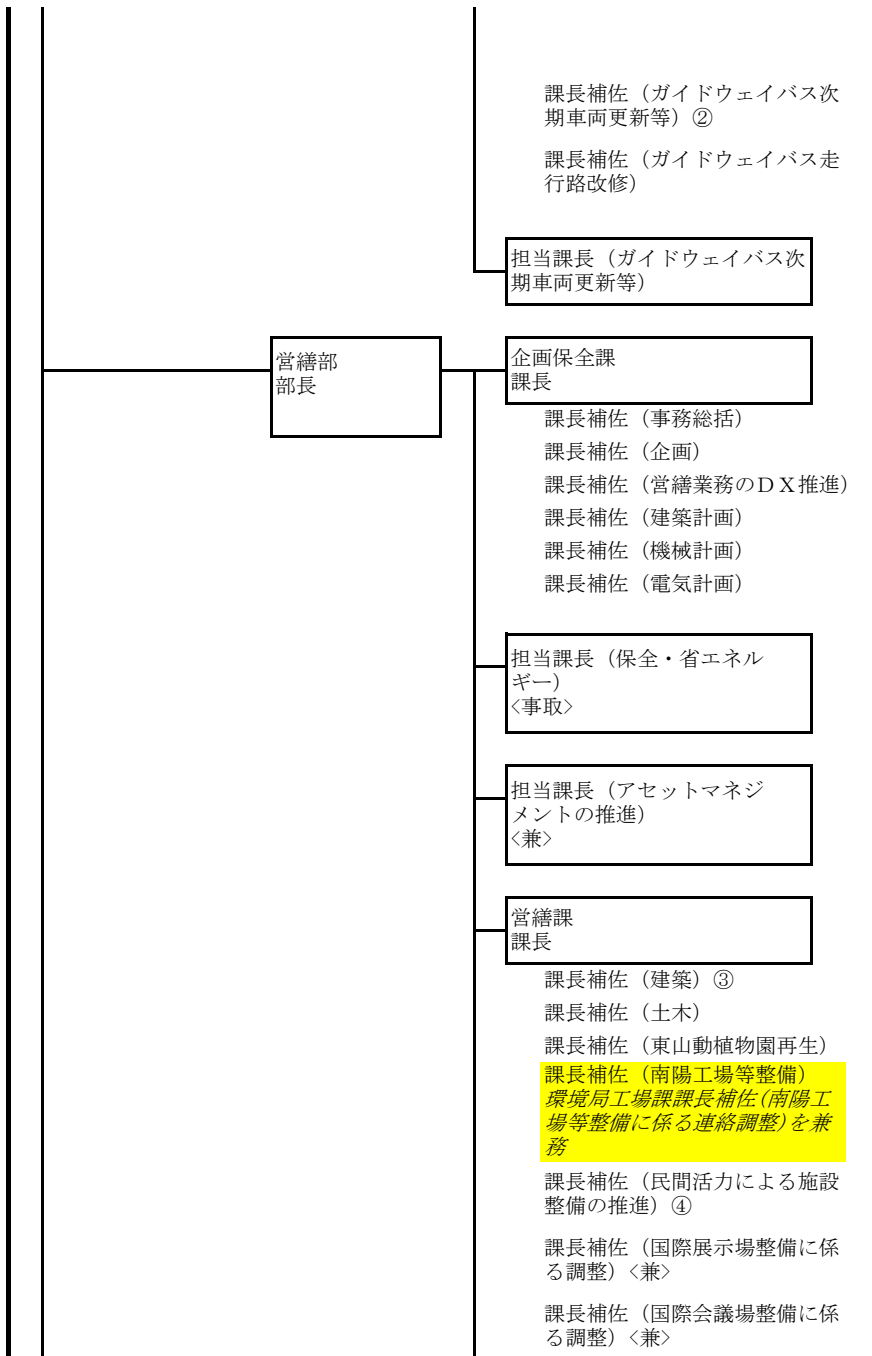 課長補佐（ガイドウェイバス次
期車両更新等）②
課長補佐（ガイドウェイバス走
行路改修）
担当課長（ガイドウェイバス次
期車両更新等）
営繕部
部長
企画保全課
課長
課長補佐（事務総括）
課長補佐（企画）
課長補佐（営繕業務のＤＸ推進）
課長補佐（建築計画）
課長補佐（機械計画）
課長補佐（電気計画）
担当課長（保全・省エネル
ギー）
<事取>
担当課長（アセットマネジ
メントの推進）
<兼>
営繕課
課長
課長補佐（建築）③
課長補佐（土木）
課長補佐（東山動植物園再生）
課長補佐（南陽工場等整備）
環境局工場課課長補佐(南陽工
場等整備に係る連絡調整)を兼
務
課長補佐（民間活力による施設
整備の推進）④
課長補佐（国際展示場整備に係
る調整）<兼>
課長補佐（国際会議場整備に係
る調整）<兼>